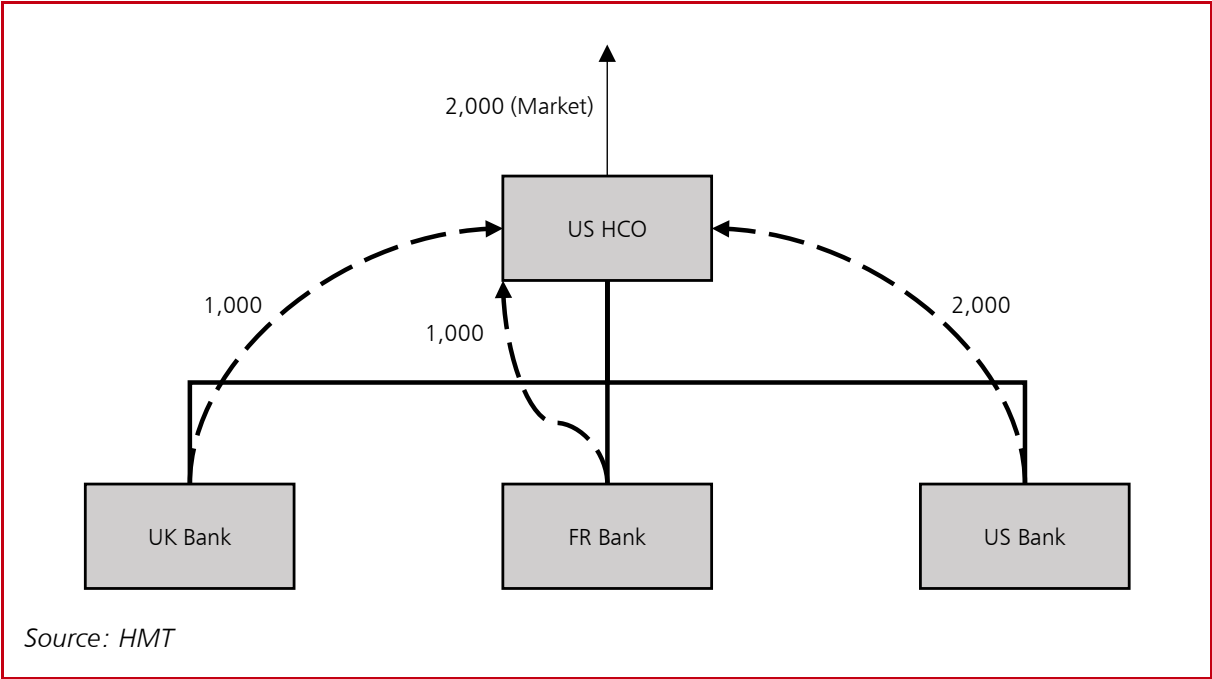 2,000 (Market)
US HCO
1,000
1,000
2,000
UK Bank
FR Bank
US Bank
Source: HMT